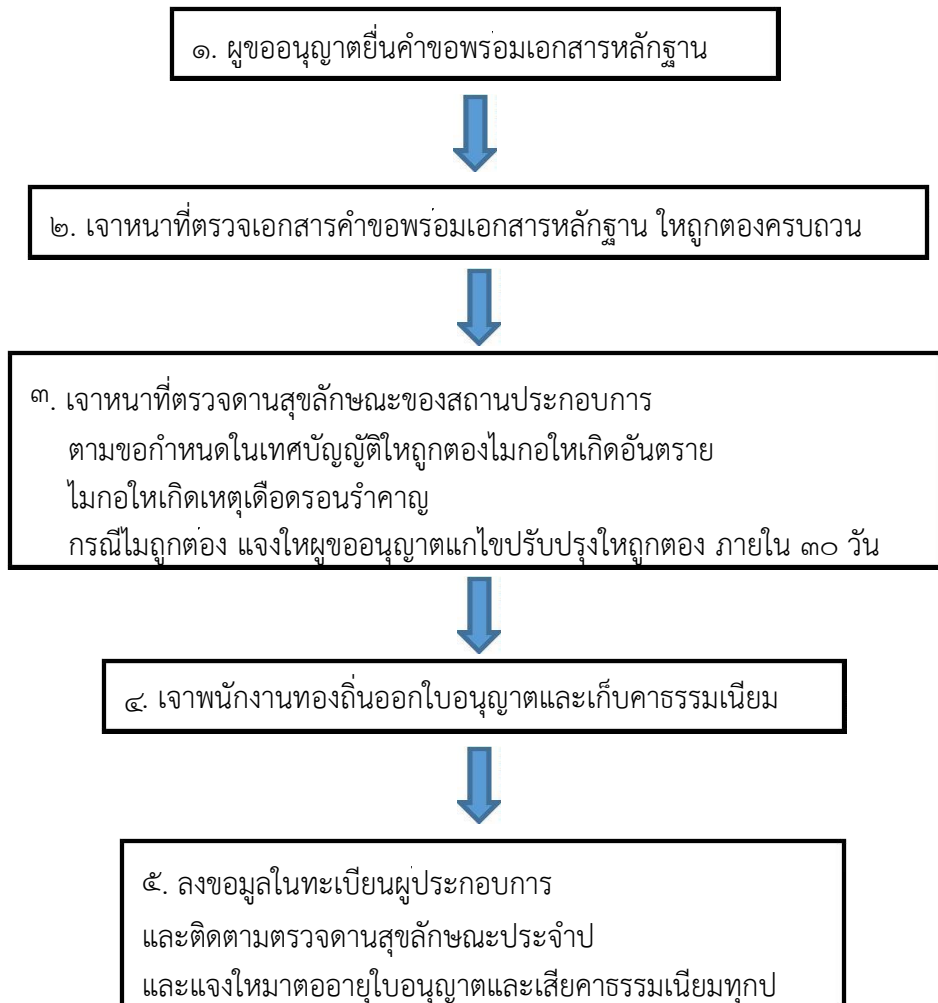 ๑. ผูขออนุญาตยื่นคําขอพร่อมเอกสารหลักฐาน
๒. เจาหนาที่ตรวจเอกสารคําขอพร่อมเอกสารหลักฐาน ใหถูกตองครบถวน
๓. เจาหนาที่ตรวจดานสุขลักษณะของสถานประกอบการ
ตามขอกําหนดในเทศบัญญัติใหถูกตองไมกอใหเกิดอันตราย
ไมกอใหเกิดเหตุเดือดรอนรําคาญ
กรณีไมถูกต่อง แจงใหผูขออนุญาตแกไขปรับปรุงใหถูกตอง ภายใน ๓๐ วัน
๔. เจาพนักงานทองถิ่นออกใบอนุญาตและเก็บคาธรรมเนียม
๕. ลงขอมูลในทะเบียนผู่ประกอบการ
และติดตามตรวจดานสุขลักษณะประจําป
และแจงใหมาตออายุใบอนุญาตและเสียคาธรรมเนียมทุกป